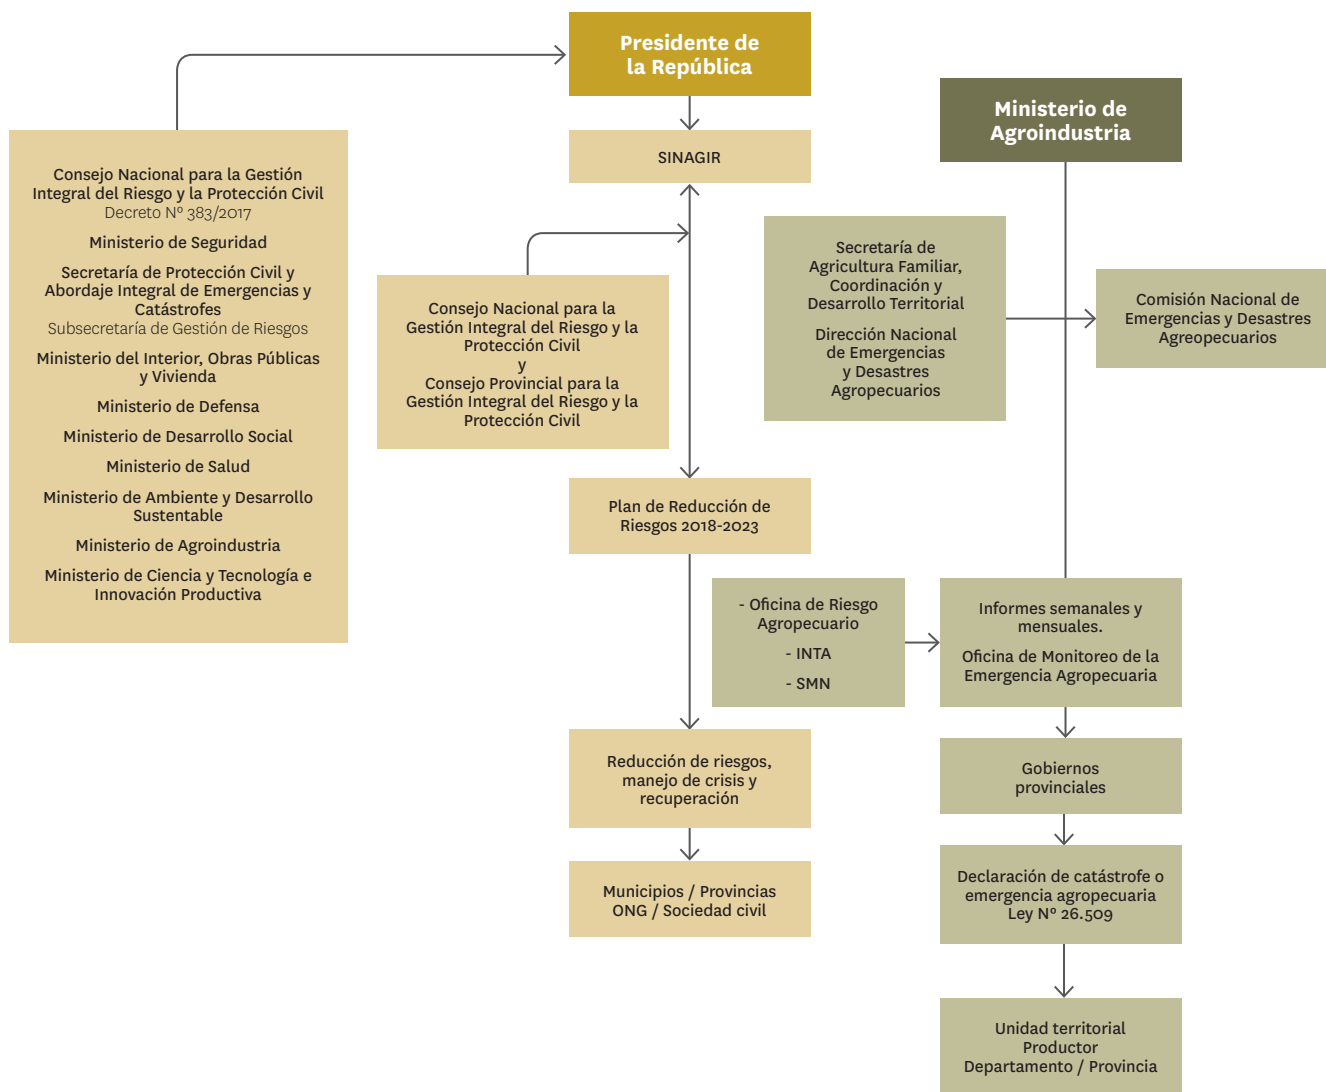 Presidente de
la República
SINAGIR
Consejo Nacional para la Gestión
Integral del Riesgo y la Protección Civil
Decreto Nº 383/2017
Ministerio de Seguridad
Secretaría de Protección Civil y
Abordaje Integral de Emergencias y
Catástrofes
Subsecretaría de Gestión de Riesgos
Ministerio del Interior, Obras Públicas
y Vivienda
Ministerio de Defensa
Ministerio de Desarrollo Social
Ministerio de Salud
Ministerio de Ambiente y Desarrollo
Sustentable
Ministerio de Agroindustria
Ministerio de Ciencia y Tecnología e
Innovación Productiva
Consejo Nacional para la
Gestión Integral del Riesgo y la
Protección Civil
y
Consejo Provincial para la
Gestión Integral del Riesgo y la
Protección Civil
Plan de Reducción de
Riesgos 2018-2023
Reducción de riesgos,
manejo de crisis y
recuperación
Municipios / Provincias
ONG / Sociedad civil
Ministerio de
Agroindustria
Secretaría de
Agricultura Familiar,
Coordinación y
Desarrollo Territorial
Dirección Nacional
de Emergencias
y Desastres
Agropecuarios
Comisión Nacional de
Emergencias y Desastres
Agreopecuarios
- Oficina de Riesgo
Agropecuario
- INTA
- SMN
Informes semanales y
mensuales.
Oficina de Monitoreo de la
Emergencia Agropecuaria
Gobiernos
provinciales
Declaración de catástrofe o
emergencia agropecuaria
Ley Nº 26.509
Unidad territorial
Productor
Departamento / Provincia